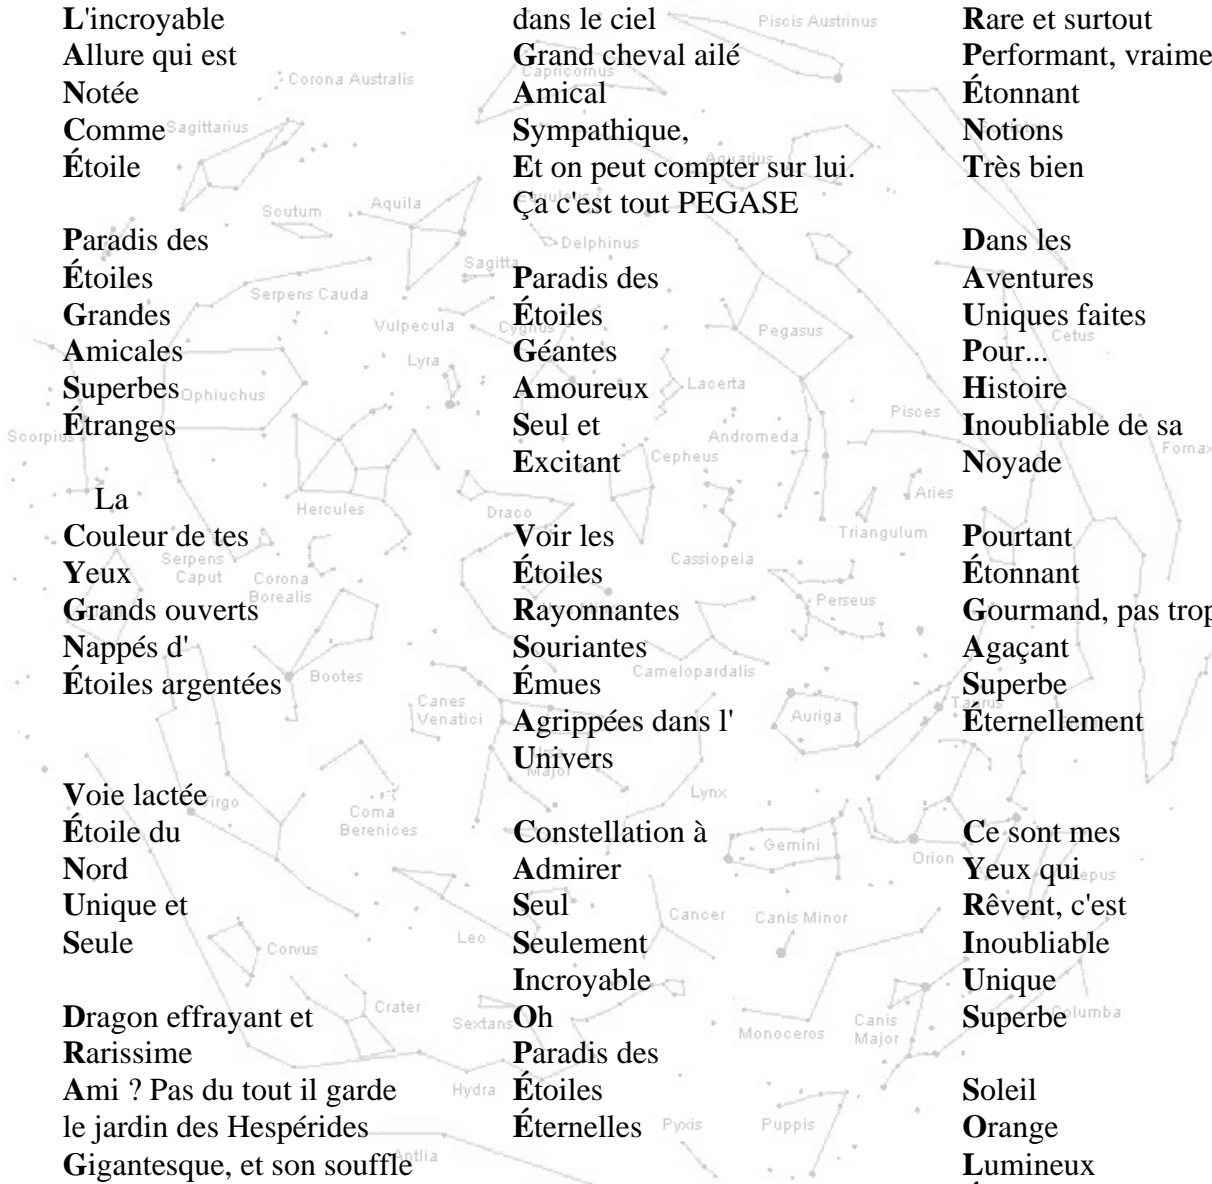 L'incroyable
Allure qui est
Notée
Comme
Étoile
Paradis des
Étoiles
Grandes
Amicales
Superbes
Étranges
La
Couleur de tes
Yeux
Grands ouverts
Nappés d'
Étoiles argentées
Voie lactée
Étoile du
Nord
Unique et
Seule
Dragon effrayant et
Rarissime
Ami ? Pas du tout il garde
le jardin des Hespérides
Gigantesque, et son souffle
dans le ciel
Grand cheval ailé
Amical
Sympathique,
Et on peut compter sur lui.
Ça c'est tout PEGASE
Paradis des
Étoiles
Géantes
Amoureux
Seul et
Excitant
Voir les
Étoiles
Rayonnantes
Souriantes
Émues
Agrippées dans l'
Univers
Constellation à
Admirer
Seul
Seulement
Incroyable
Oh
Paradis des
Étoiles
Éternelles
Rare et surtout
Performant, vraime
Étonnant
Notions
Très bien
Dans les
Aventures
Uniques faites
Pour...
Histoire
Inoubliable de sa
Noyade
Pourtant
Étonnant
Gourmand, pas trop
Agaçant
Superbe
Éternellement
Ce sont mes
Yeux qui
Rêvent, c'est
Inoubliable
Unique
Superbe
Soleil
Orange
Lumineux
Piscis Austrinus
Corona Australis
Capricornus
Sagittarius
Aquarius
Scutum
Aquila
Delphinus
Sagitta
Serpens Cauda
Vulpecula
Cygnus
Pegasus
Cetus
Lyra
Lacerta
Ophiuchus
Pisces
Scorpius
Andromeda
Cepheus
Fornax
Aries
Hercules
Draco
Triangulum
Cassiopeia
Serpens
Caput
Corona
Borealis
Perseus
Camelopardalis
Bootes
Canes
Venatici
Auriga
Taurus
Major
Lynx
Virgo
Coma
Berenices
Gemini
Orion
Lepus
Cancer
Canis Minor
Leo
Corvus
Crater
Sextans
Monoceros
Canis
Major
Columba
Hydra
Pyxis
Puppis
Antlia